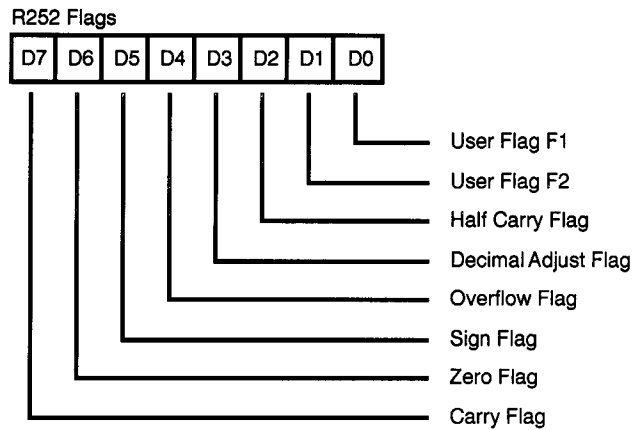 R252 Flags
D7 D6 D5 D4 D3 D2 D1 D0
User Flag F1
User Flag F2
Half Carry Flag
Decimal Adjust Flag
Overflow Flag
Sign Flag
Zero Flag
Carry Flag